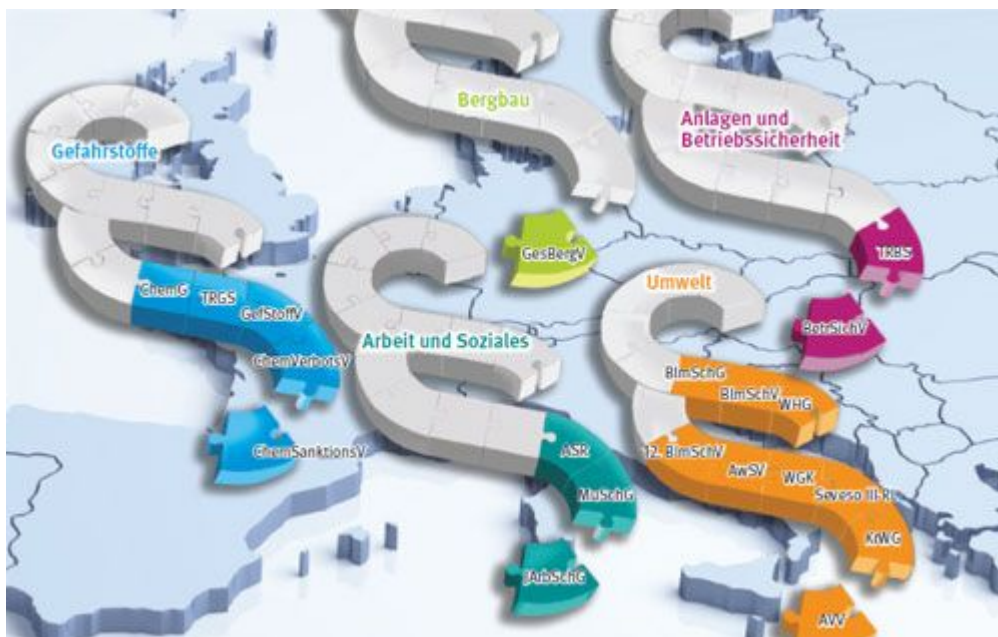 Bergbau
Anlagen und
Betriebssicherheit
Gefahrstoffe
GesBergV
TRBS
Umwelt
ChemG
TRGS
GefStoffV
BetrSichV
Arbeit und Soziales
ChemVerbotsV
BImSchG
BImSchV
WHG
ChemSanktionsV
ASR
12. BImSchV
AwSV
WGK
Seveso III-RL
MuSchG
KrWG
JArbSchG
AVV